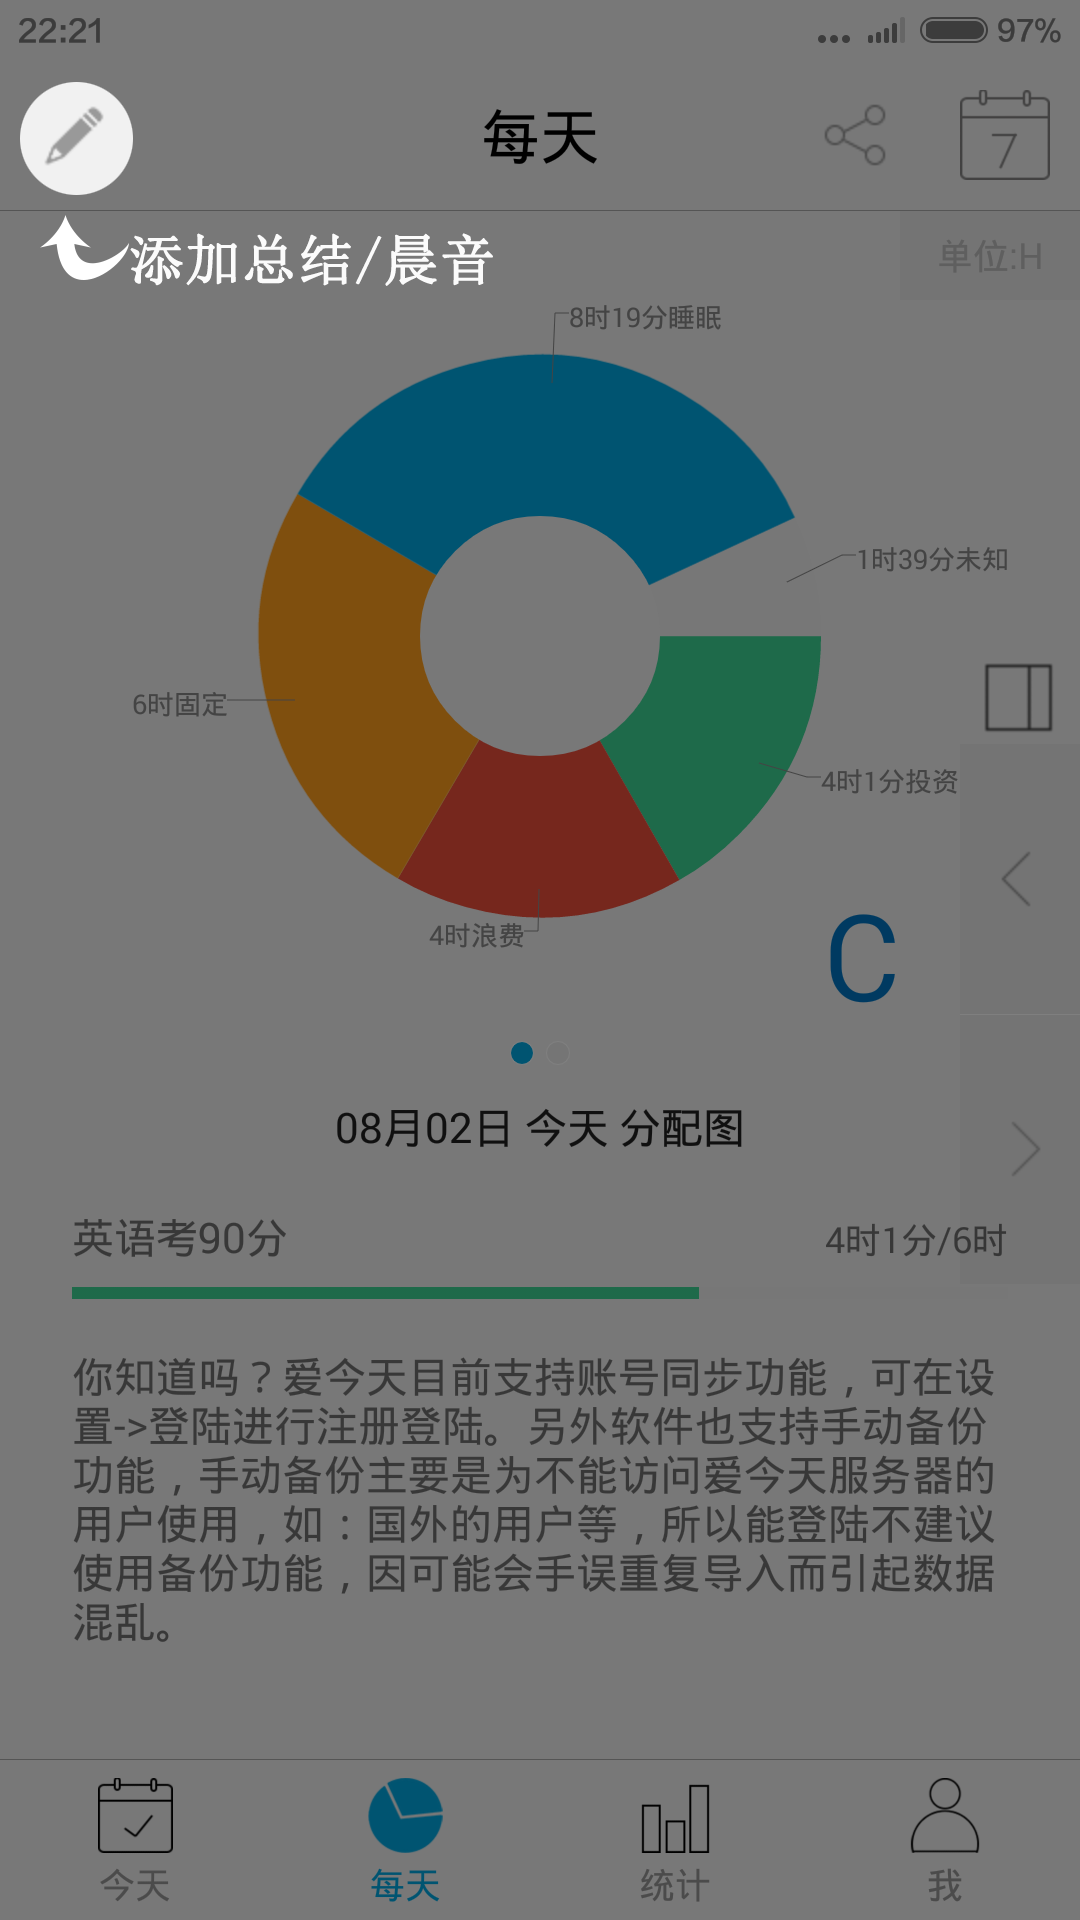 22:21
97%
每天
7
添加总结/晨音
单位:H
8时19分睡眠
1时39分未知
6时固定
4时1分投资
4时浪费
C
08月02日 今天 分配图
英语考90分
4时1分/6时
你知道吗？爱今天目前支持账号同步功能，可在设
置->登陆进行注册登陆。另外软件也支持手动备份
功能，手动备份主要是为不能访问爱今天服务器的
用户使用，如：国外的用户等，所以能登陆不建议
使用备份功能，因可能会手误重复导入而引起数据
混乱。
今天
每天
统计
我